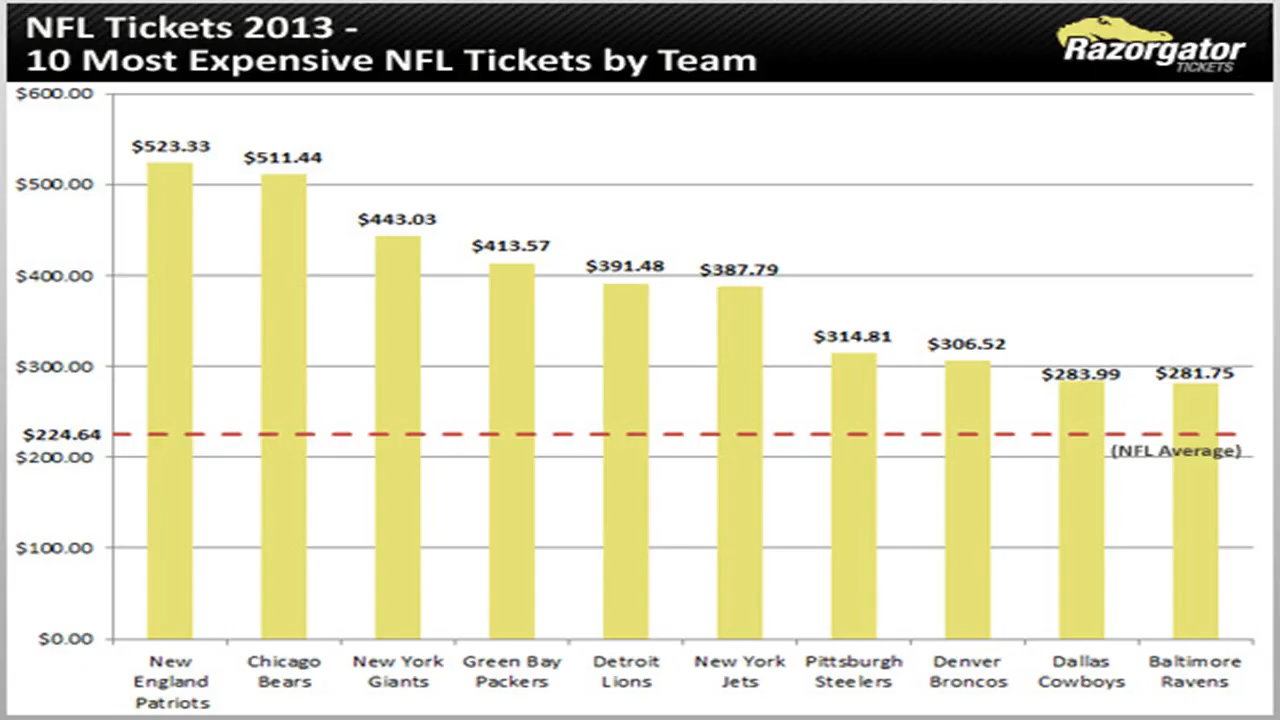 NFL Tickets 2013 -
10 Most Expensive NFL Tickets by Team
Razorgator
TICKETS
$600.00
$500.00
$400.00
$300.00
$224.64
$200.00
$100.00
$0.00
$523.33
$511.44
$443.03
$413.57
$391.48
$387.79
$314.81
$306.52
$283.99
$281.75
(NFL Average)
New
England
Patriots
Chicago
Bears
New York
Giants
Green Bay
Packers
Detroit
Lions
New York
Jets
Pittsburgh
Steelers
Denver
Broncos
Dallas
Cowboys
Baltimore
Ravens